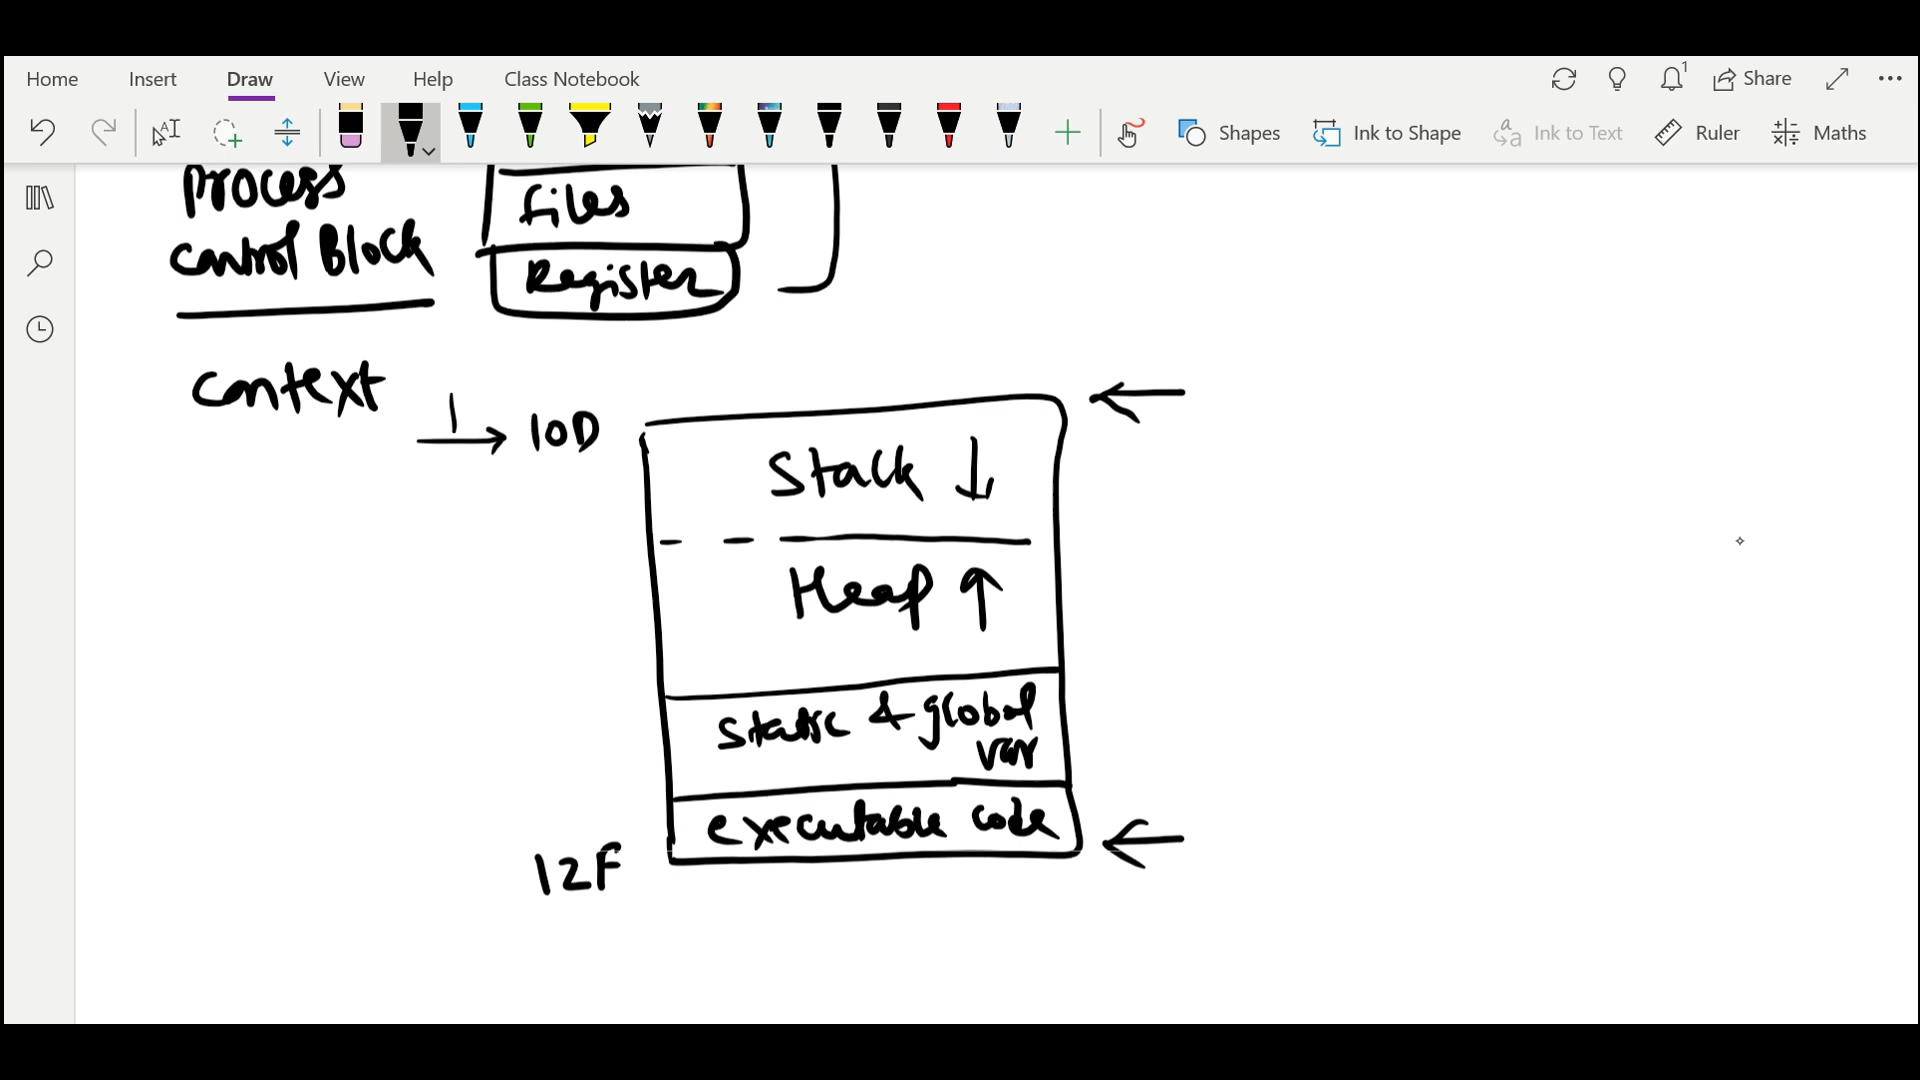 Home Insert Draw View Help Class Notebook 1 Share
Shapes Ink to Shape Ink to Text Ruler Maths
Process
Control Block
files
Register
Context
1
10D
Stack ↓
Heap ↑
Static & global
var
executable code
12F